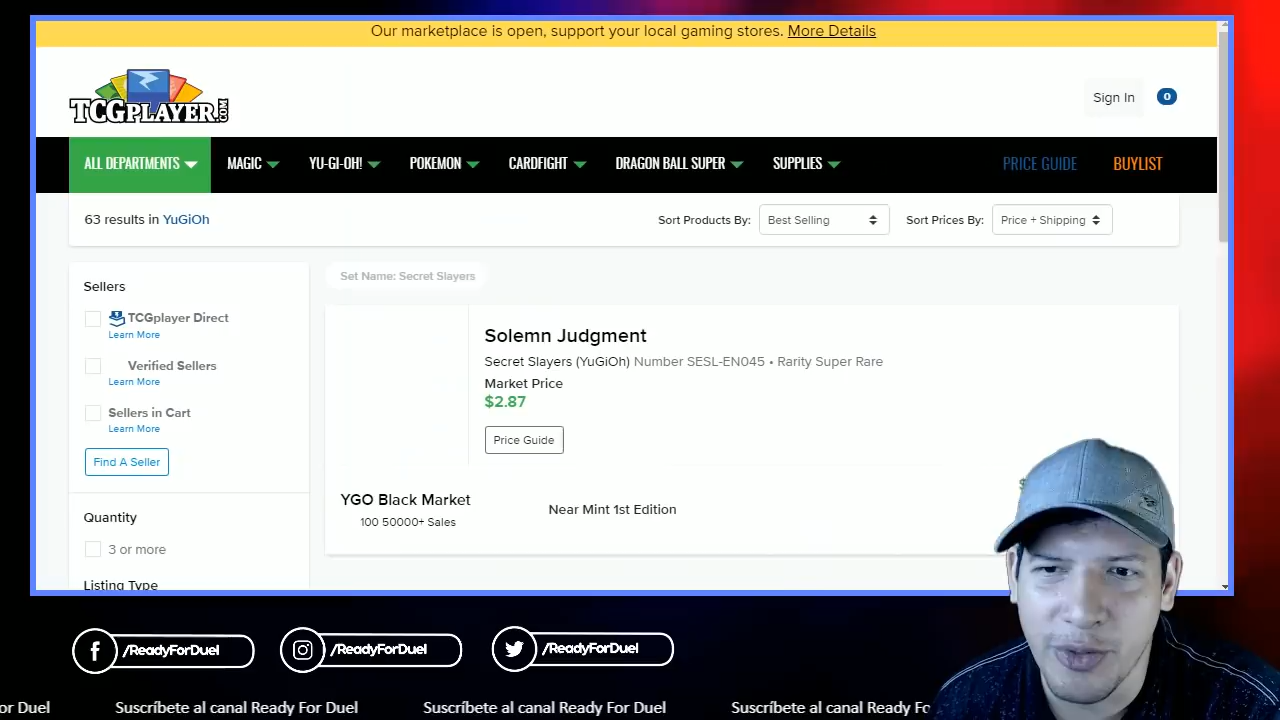 Our marketplace is open, support your local gaming stores. More Details
TCGPLAYER.COM
Sign In 0
ALL DEPARTMENTS MAGIC YU-GI-OH! POKEMON CARDFIGHT DRAGON BALL SUPER SUPPLIES PRICE GUIDE BUYLIST
63 results in YuGiOh Sort Products By: Best Selling Sort Prices By: Price + Shipping
Sellers
TCGplayer Direct
Learn More
Verified Sellers
Learn More
Sellers in Cart
Learn More
Find A Seller
Quantity
3 or more
Listing Type
Set Name: Secret Slayers
Solemn Judgment
Secret Slayers (YuGiOh) Number SESL-EN045 • Rarity Super Rare
Market Price
$2.87
Price Guide
YGO Black Market
100 50000+ Sales
Near Mint 1st Edition
/ReadyForDuel /ReadyForDuel /ReadyForDuel
or Duel Suscríbete al canal Ready For Duel Suscríbete al canal Ready For Duel Suscríbete al canal Ready Fo